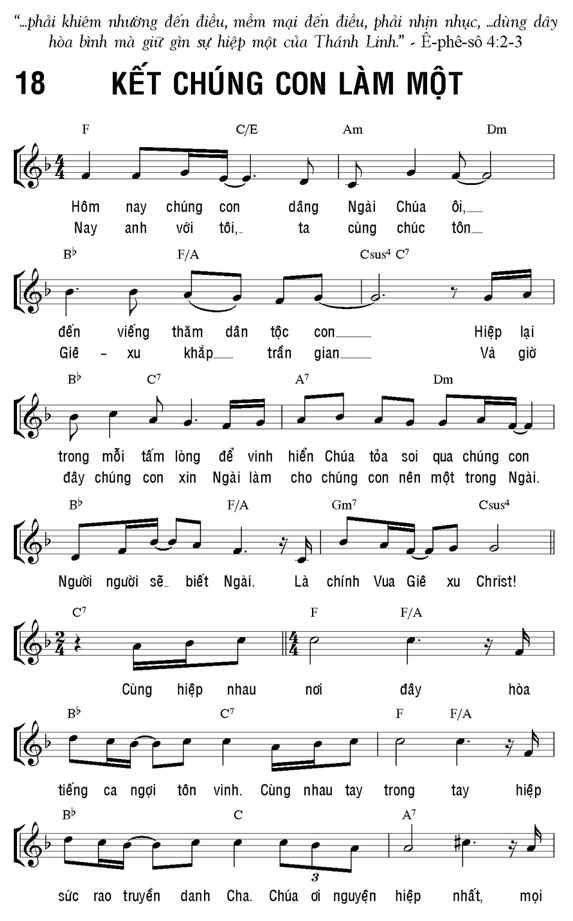 “...phải khiêm nhường đến điều, mềm mại đến điều, phải nhịn nhục, ...dùng dây
hòa bình mà giữ gìn sự hiệp một của Thánh Linh.” - Ê-phê-sô 4:2-3
18 KẾT CHÚNG CON LÀM MỘT
F C/E Am Dm
4 4
Hôm nay chúng con dâng Ngài Chúa ôi,
Nay anh với tôi, ta cùng chúc tôn
B♭ F/A Csus4 C7
đến viếng thăm dân tộc con Hiệp lại
Giê - xu khắp trần gian Và giờ
B♭ C7 A7 Dm
trong mỗi tấm lòng để vinh hiển Chúa tỏa soi qua chúng con
đây chúng con xin Ngài làm cho chúng con nên một trong Ngài.
B♭ F/A Gm7 Csus4
Người người sẽ biết Ngài. Là chính Vua Giê xu Christ!
C7 F F/A
2 4 4 4
Cùng hiệp nhau nơi đây hòa
B♭ C7 F F/A
tiếng ca ngợi tôn vinh. Cùng nhau tay trong tay hiệp
B♭ C A7
3
sức rao truyền danh Cha. Chúa ơi nguyện hiệp nhất, mọi